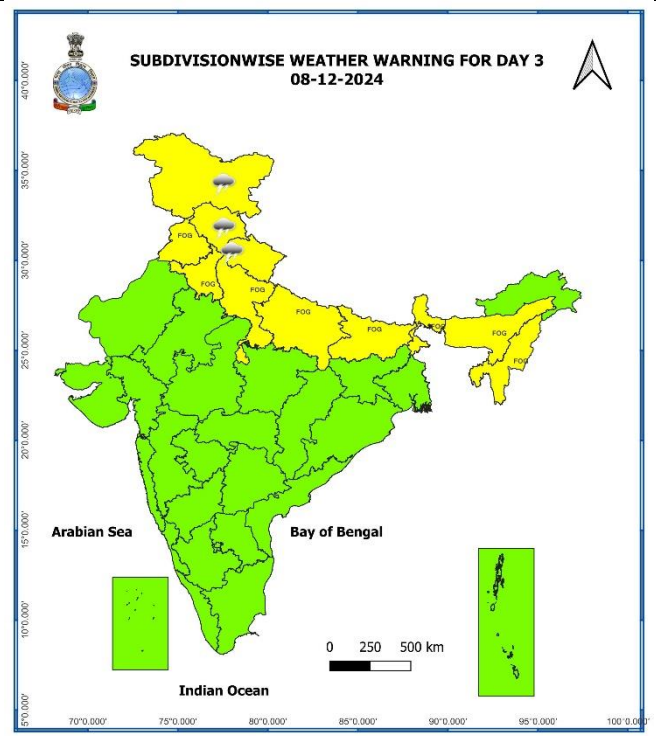 SUBDIVISIONWISE WEATHER WARNING FOR DAY 3
08-12-2024
40°0.000'
35°0.000'
FOG
30°0.000'
FOG
FOG
FOG
FOG
FOG
FOG
25°0.000'
FOG
20°0.000'
Arabian Sea
Bay of Bengal
15°0.000'
10°0.000'
0 250 500 km
Indian Ocean
5°0.000'
70°0.000' 75°0.000' 80°0.000' 85°0.000' 90°0.000' 95°0.000' 100°0.000'